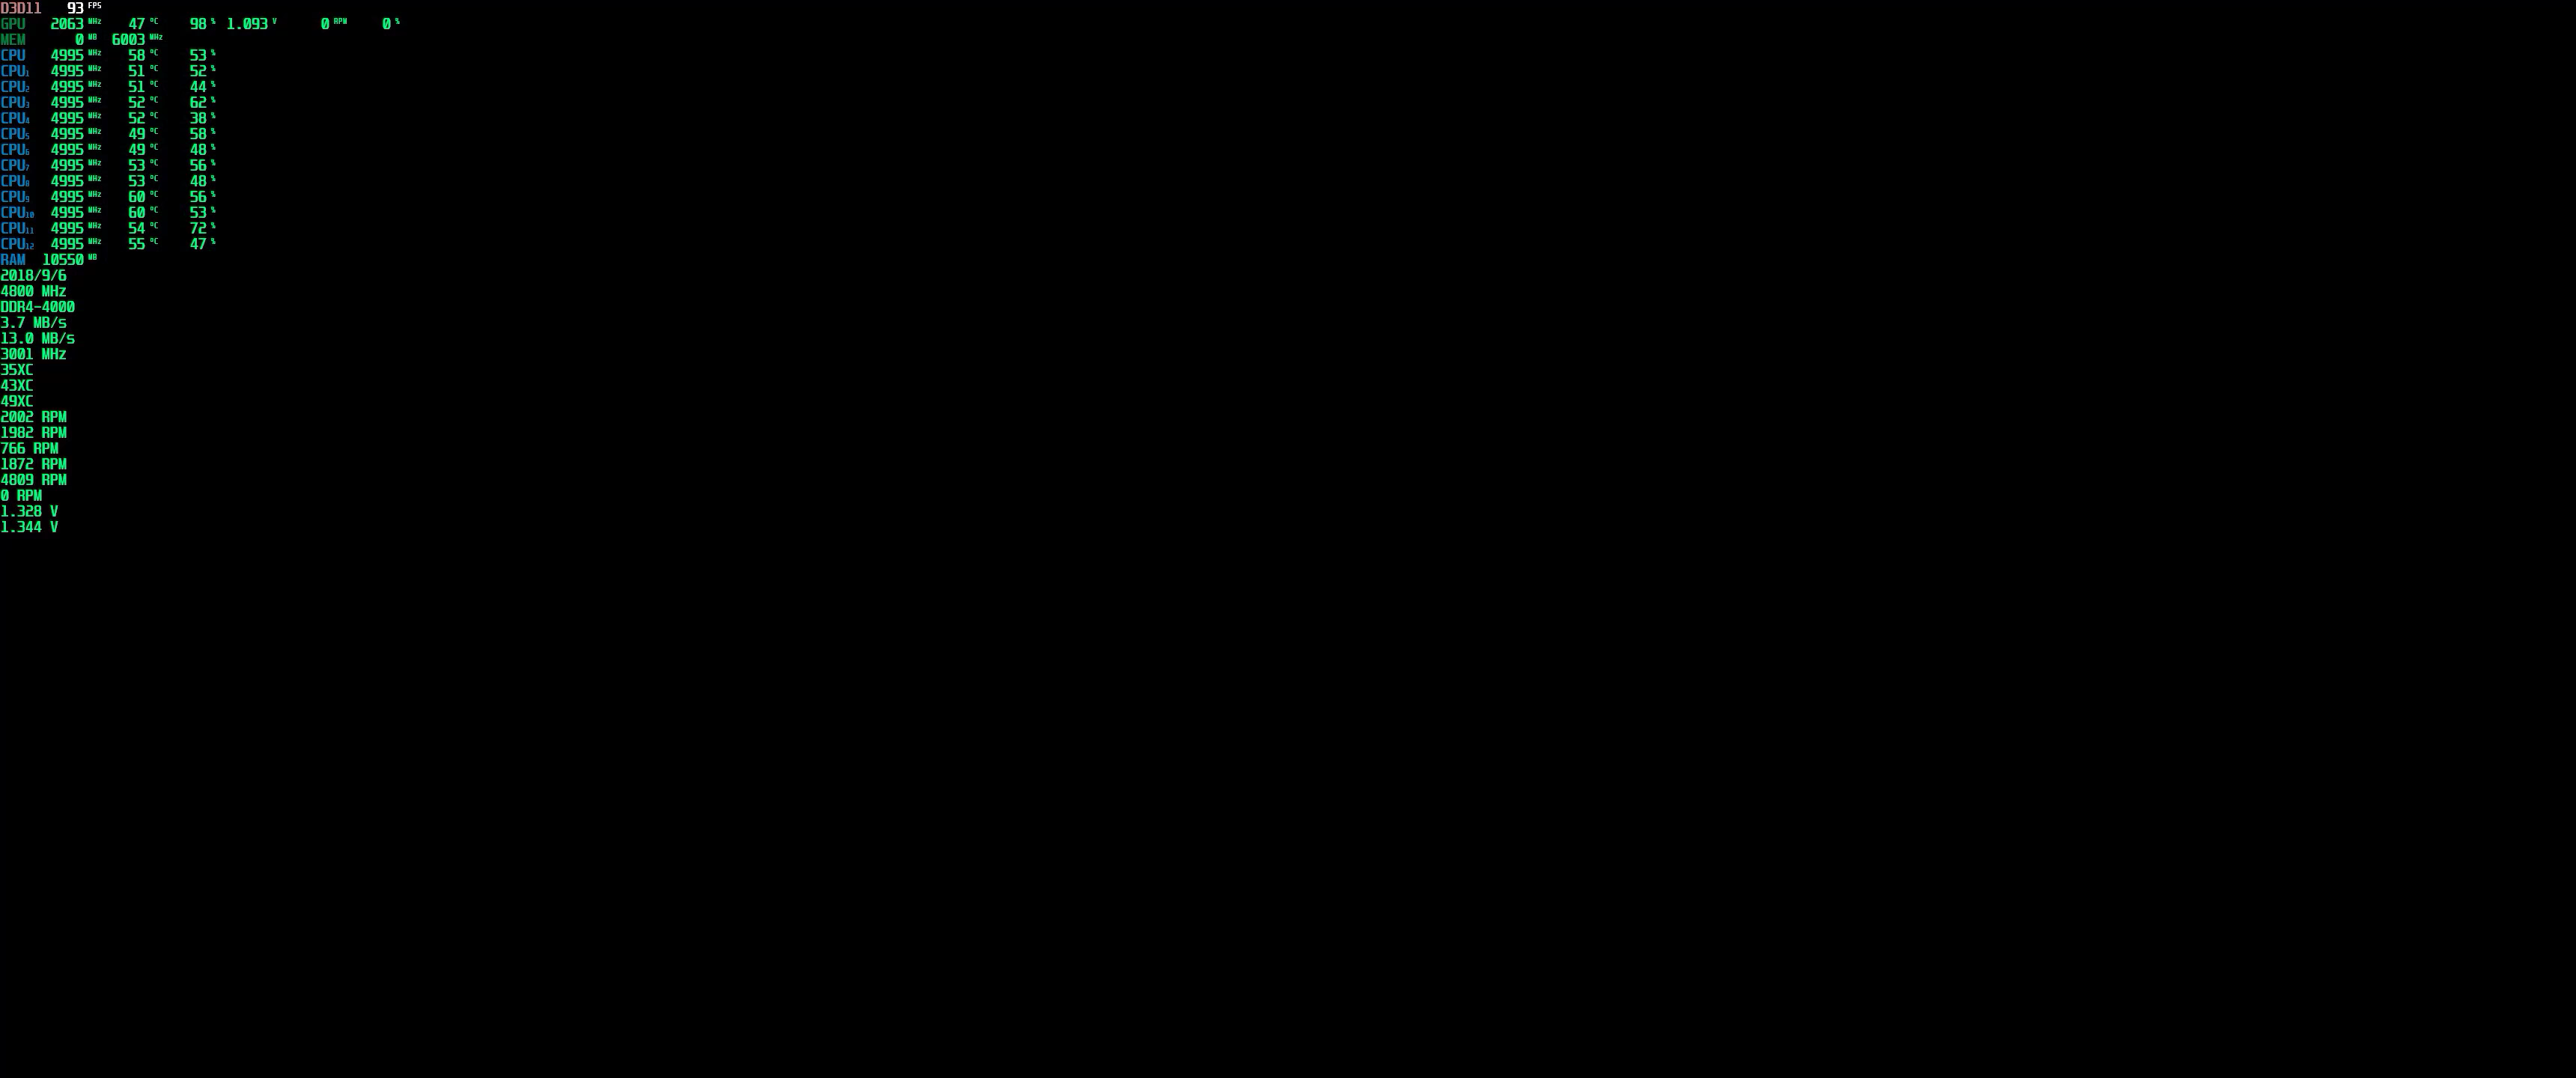 D3D11 93 FPS
GPU 2063 MHz 47 °C 98 % 1.093 V 0 RPM 0 %
MEM 0 MB 6003 MHz
CPU 4995 MHz 58 °C 53 %
CPU1 4995 MHz 51 °C 52 %
CPU2 4995 MHz 51 °C 44 %
CPU3 4995 MHz 52 °C 62 %
CPU4 4995 MHz 52 °C 38 %
CPU5 4995 MHz 49 °C 58 %
CPU6 4995 MHz 49 °C 48 %
CPU7 4995 MHz 53 °C 56 %
CPU8 4995 MHz 53 °C 48 %
CPU9 4995 MHz 60 °C 56 %
CPU10 4995 MHz 60 °C 53 %
CPU11 4995 MHz 54 °C 72 %
CPU12 4995 MHz 55 °C 47 %
RAM 10550 MB
2018/9/6
4800 MHz
DDR4-4000
3.7 MB/s
13.0 MB/s
3001 MHz
35XC
43XC
49XC
2002 RPM
1982 RPM
766 RPM
1872 RPM
4809 RPM
0 RPM
1.328 V
1.344 V